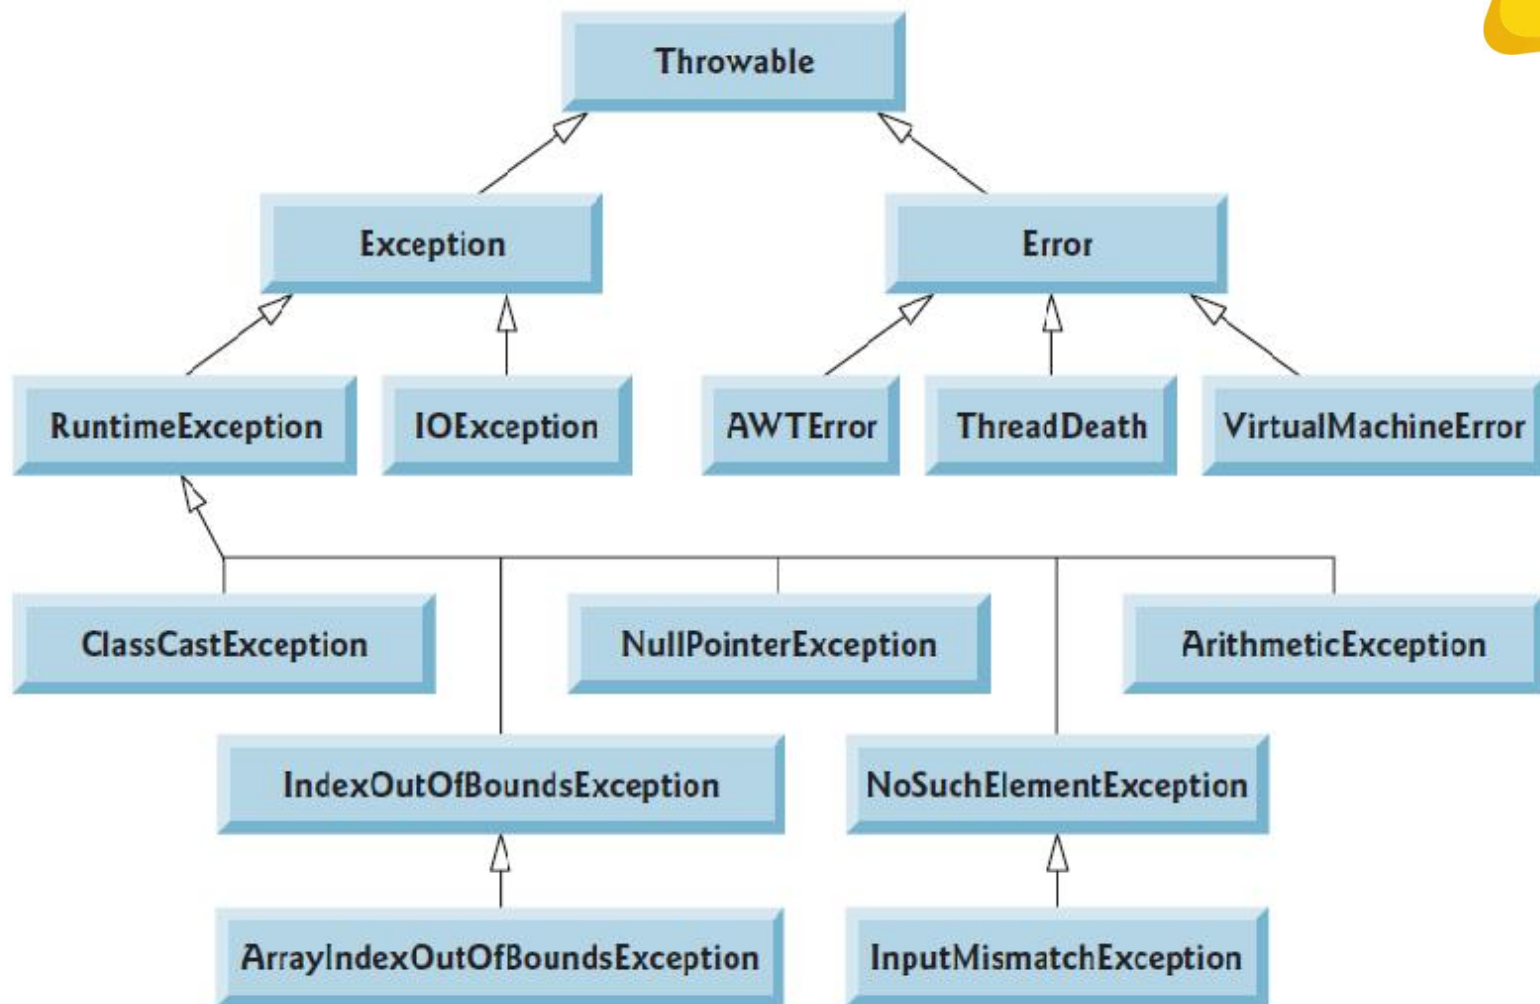 Throwable
Exception
Error
RuntimeException
IOException
AWTError
ThreadDeath
VirtualMachineError
ClassCastException
NullPointerException
ArithmeticException
IndexOutOfBoundsException
NoSuchElementException
ArrayIndexOutOfBoundsException
InputMismatchException